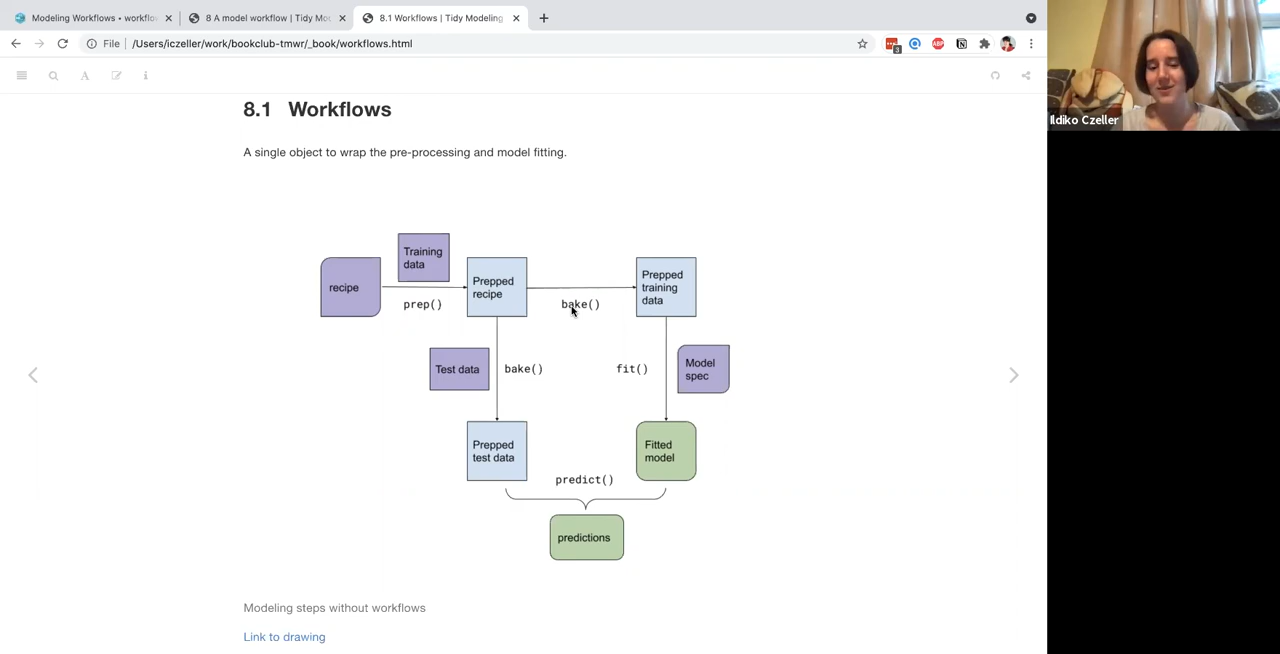 Modeling Workflows • workflow
8 A model workflow | Tidy Mo
8.1 Workflows | Tidy Modeling
File | /Users/iczeller/work/bookclub-tmwr/_book/workflows.html
3
ABP
A
i
Ildiko Czeller
8.1 Workflows
A single object to wrap the pre-processing and model fitting.
Training
data
recipe
prep()
Prepped
recipe
bake()
Prepped
training
data
Test data
bake()
fit()
Model
spec
Prepped
test data
Fitted
model
predict()
predictions
Modeling steps without workflows
Link to drawing